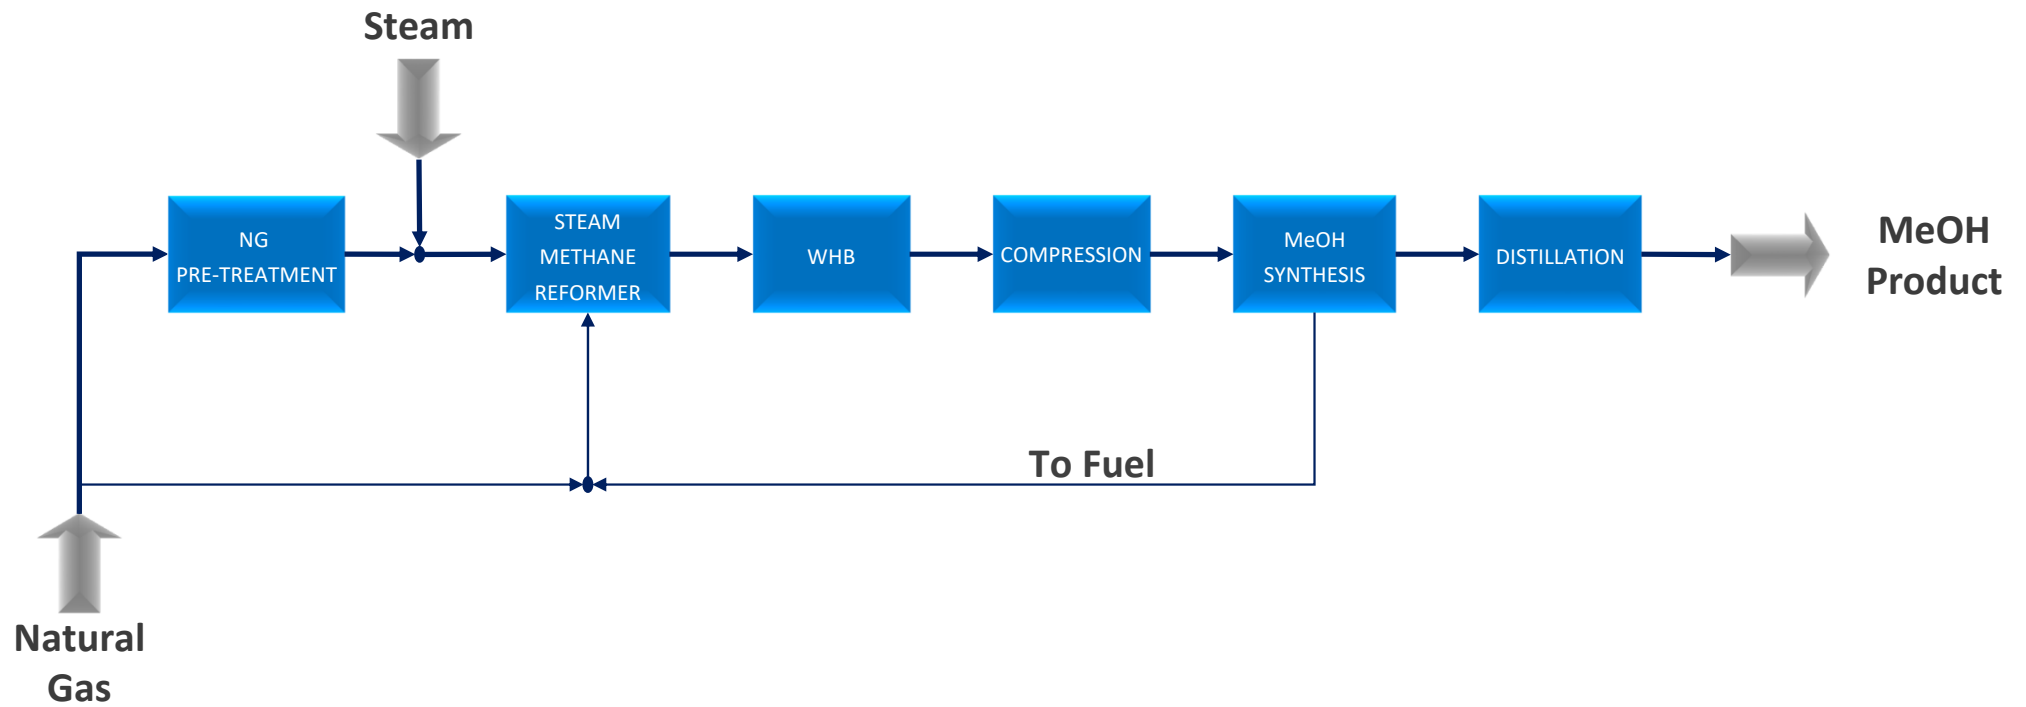 Steam
NG
PRE-TREATMENT
STEAM
METHANE
REFORMER
WHB
COMPRESSION
MeOH
SYNTHESIS
DISTILLATION
MeOH
Product
To Fuel
Natural
Gas